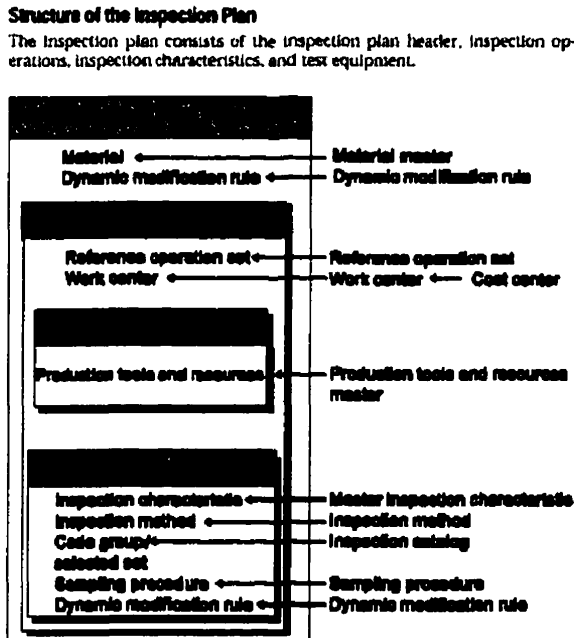 Structure of the Inspection Plan
The inspection plan consists of the inspection plan header, inspection op-
erations, inspection characteristics, and test equipment.
Material Material master
Dynamic modification rule Dynamic modification rule
Reference operation set Reference operation set
Work center Work center Cost center
Production tools and resources Production tools and resources
master
Inspection characteristic Master inspection characteristic
Inspection method Inspection method
Code group/ Inspection catalog
selected set
Sampling procedure Sampling procedure
Dynamic modification rule Dynamic modification rule